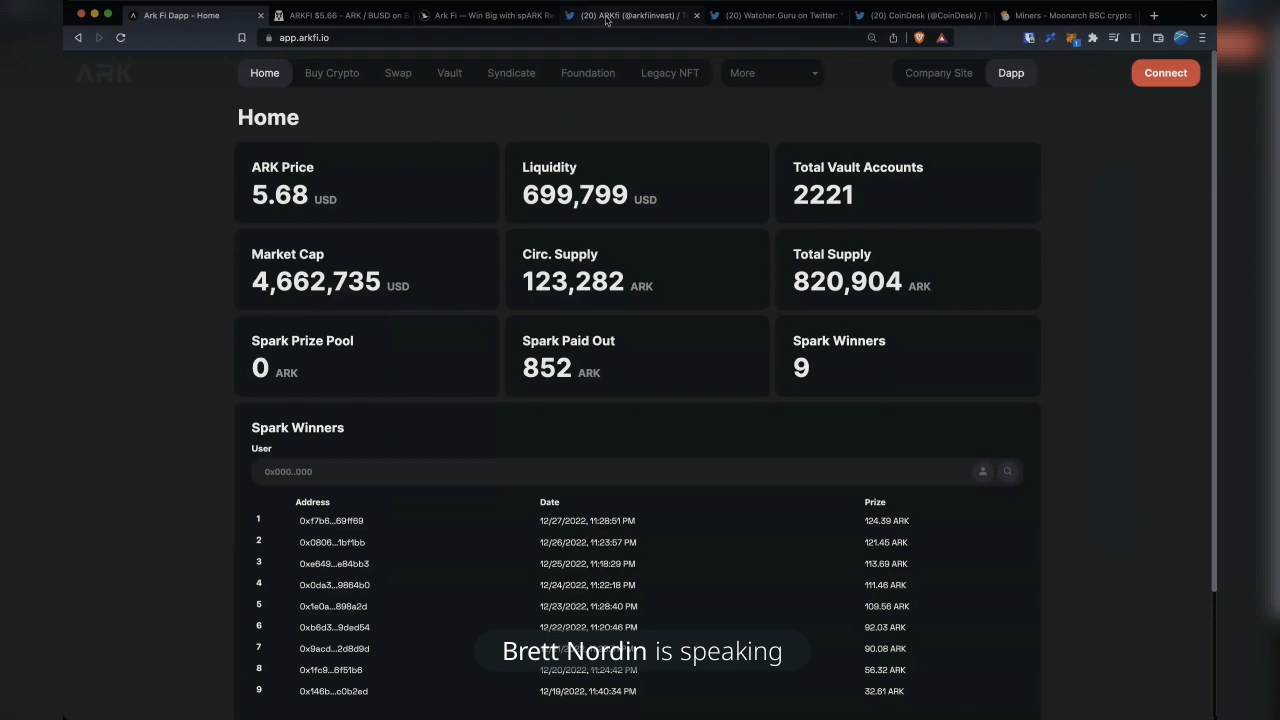 Ark Fi Dapp - Home
ARKFI $5.66 - ARK / BUSD on B
Ark Fi — Win Big with spARK Re
(20) ARKfi (@arkfiinvest) / T
(20) Watcher.Guru on Twitter: "
(20) CoinDesk (@CoinDesk) / T
Miners - Moonarch BSC crypto
app.arkfi.io
ARK
Home
Buy Crypto
Swap
Vault
Syndicate
Foundation
Legacy NFT
More
Company Site
Dapp
Connect
Home
ARK Price
5.68 USD
Liquidity
699,799 USD
Total Vault Accounts
2221
Market Cap
4,662,735 USD
Circ. Supply
123,282 ARK
Total Supply
820,904 ARK
Spark Prize Pool
0 ARK
Spark Paid Out
852 ARK
Spark Winners
9
Spark Winners
User
0x000..000
Address Date Prize
1 0xf7b6...69ff69 12/27/2022, 11:28:51 PM 124.39 ARK
2 0x0806...1bf1bb 12/26/2022, 11:23:57 PM 121.45 ARK
3 0xe649...e84bb3 12/25/2022, 11:18:29 PM 113.69 ARK
4 0x0da3...9864b0 12/24/2022, 11:22:18 PM 111.46 ARK
5 0x1e0a...898a2d 12/23/2022, 11:28:40 PM 109.56 ARK
6 0xb6d3...9ded54 12/22/2022, 11:20:46 PM 92.03 ARK
7 0x9acd...2d8d9d PM 90.08 ARK
Brett Nordin is speaking
8 0x1fc9...6f51b6 12/20/2022, 11:24:42 PM 56.32 ARK
9 0x146b...c0b2ed 12/19/2022, 11:40:34 PM 32.61 ARK